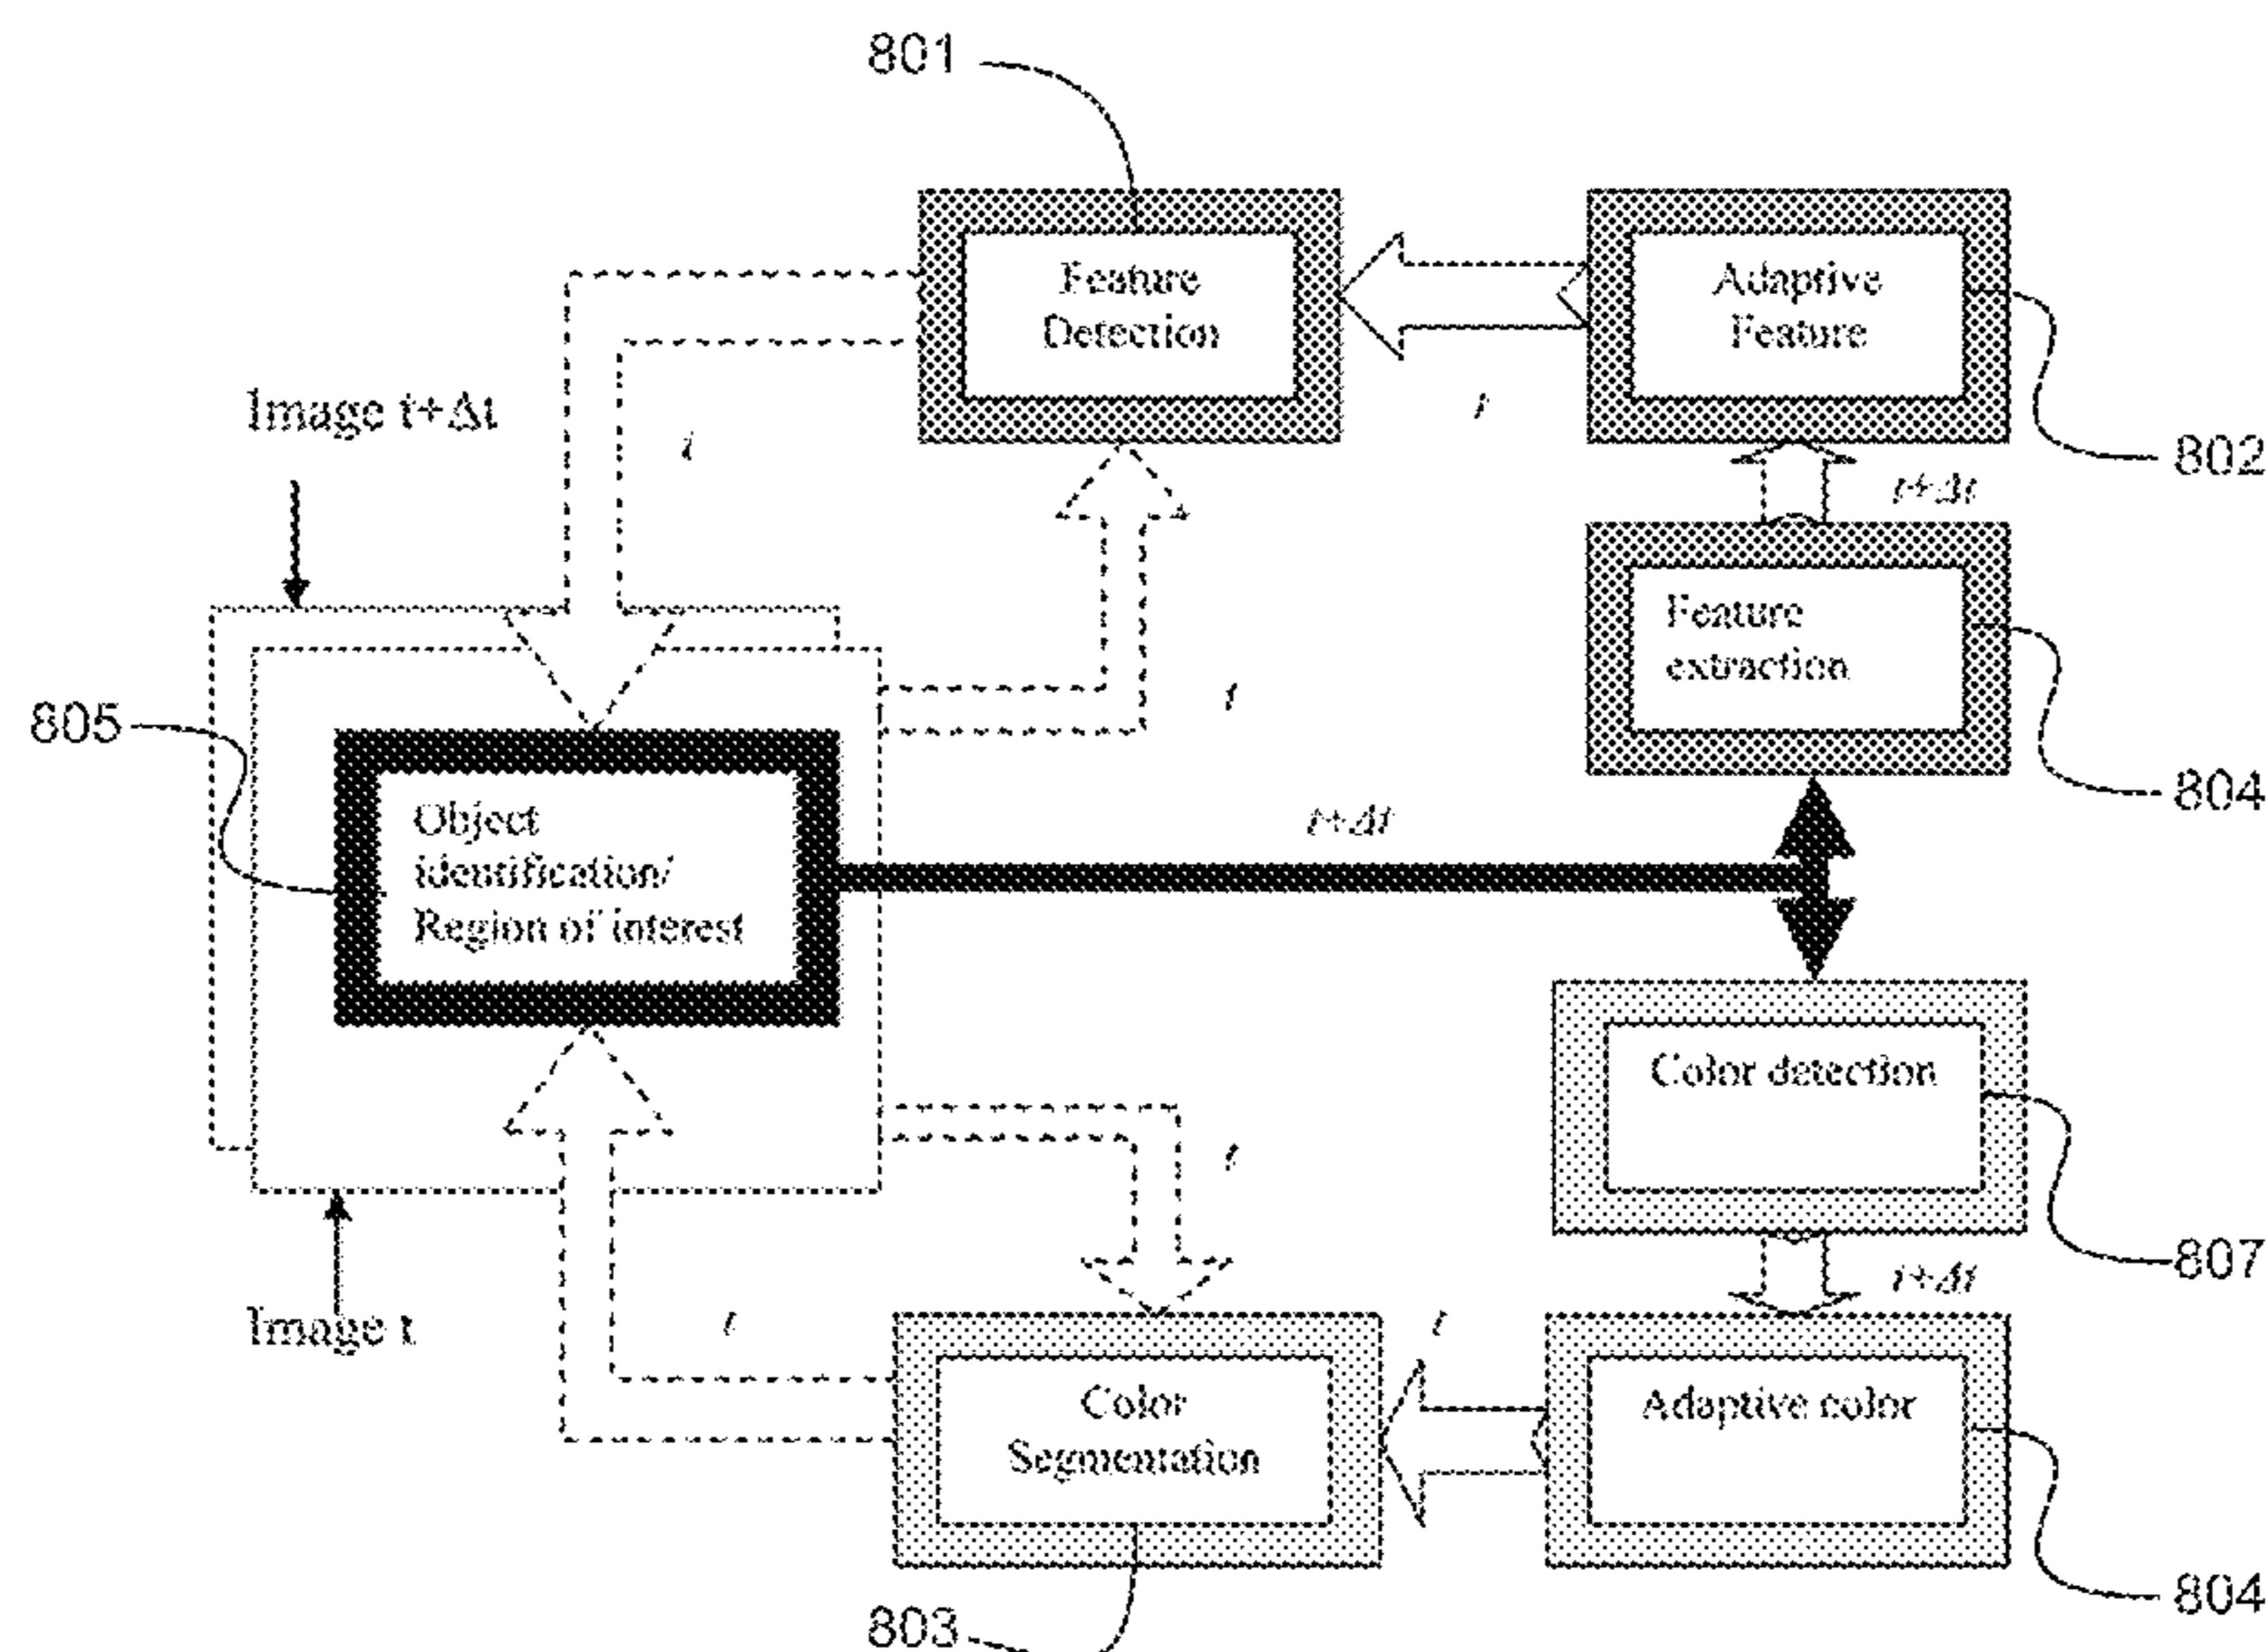 801
Feature
Detection
Adaptive
Feature
802
Image t+Δt
t
t
t+Δt
Feature
extraction
804
t
805
Object
identification/
Region of interest
t+Δt
Color detection
807
t
t+Δt
Image t
t
t
Color
Segmentation
Adaptive color
804
803